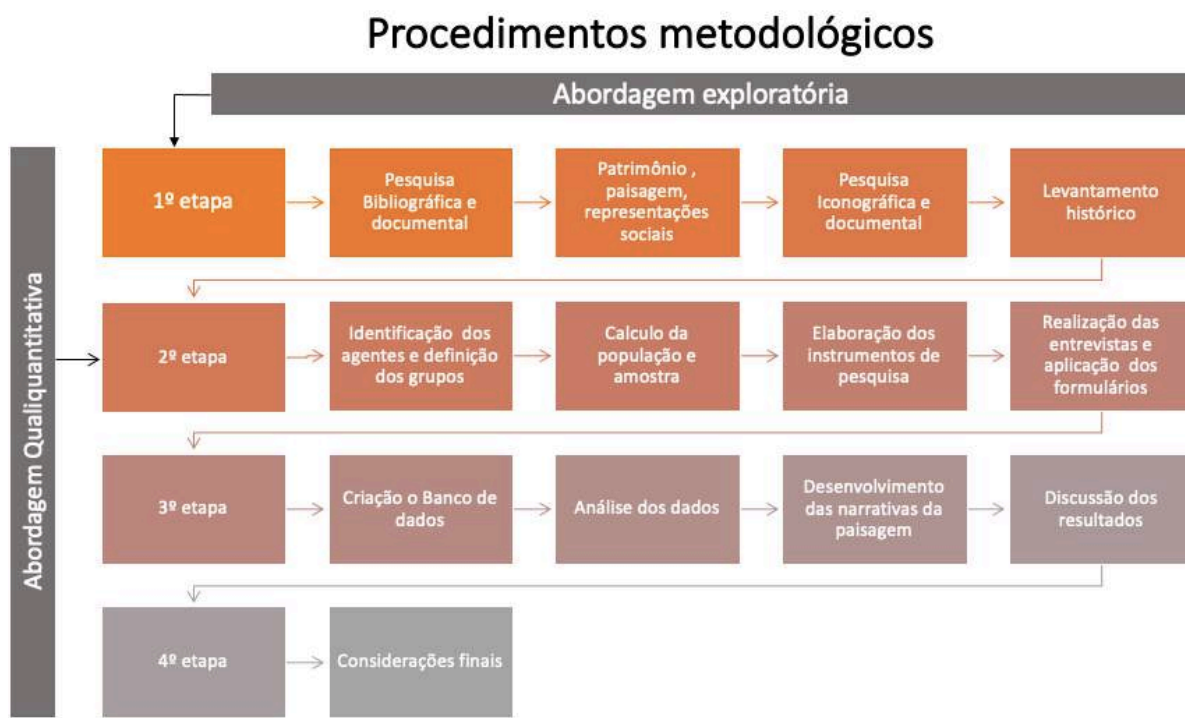 Procedimentos metodológicos
Abordagem exploratória
Abordagem Qualiquantitativa
1º etapa
Pesquisa
Bibliográfica e
documental
Patrimônio ,
paisagem,
representações
sociais
Pesquisa
Iconográfica e
documental
Levantamento
histórico
2º etapa
Identificação dos
agentes e definição
dos grupos
Calculo da
população e
amostra
Elaboração dos
instrumentos de
pesquisa
Realização das
entrevistas e
aplicação dos
formulários
3º etapa
Criação o Banco de
dados
Análise dos dados
Desenvolvimento
das narrativas da
paisagem
Discussão dos
resultados
4º etapa
Considerações finais